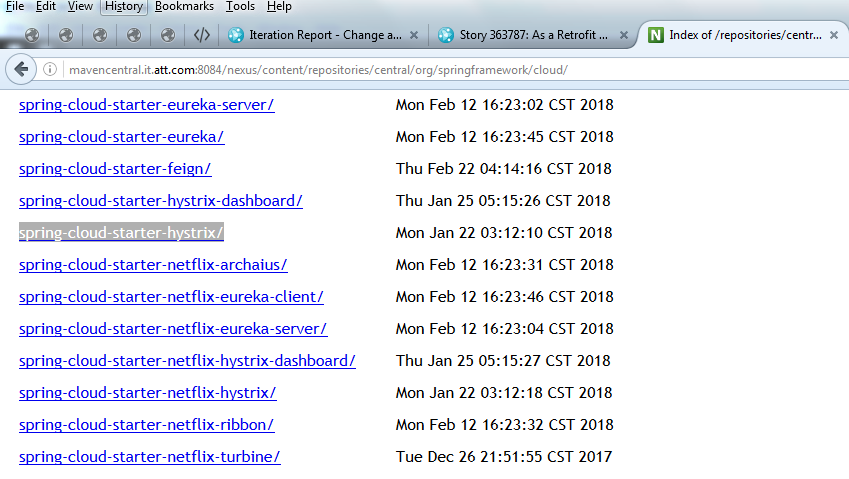 File Edit View History Bookmarks Tools Help
Iteration Report - Change a... × Story 363787: As a Retrofit ... × Index of /repositories/centr... ×
mavencentral.it.att.com:8084/nexus/content/repositories/central/org/springframework/cloud/
spring-cloud-starter-eureka-server/ Mon Feb 12 16:23:02 CST 2018
spring-cloud-starter-eureka/ Mon Feb 12 16:23:45 CST 2018
spring-cloud-starter-feign/ Thu Feb 22 04:14:16 CST 2018
spring-cloud-starter-hystrix-dashboard/ Thu Jan 25 05:15:26 CST 2018
spring-cloud-starter-hystrix/ Mon Jan 22 03:12:10 CST 2018
spring-cloud-starter-netflix-archaius/ Mon Feb 12 16:23:31 CST 2018
spring-cloud-starter-netflix-eureka-client/ Mon Feb 12 16:23:46 CST 2018
spring-cloud-starter-netflix-eureka-server/ Mon Feb 12 16:23:04 CST 2018
spring-cloud-starter-netflix-hystrix-dashboard/ Thu Jan 25 05:15:27 CST 2018
spring-cloud-starter-netflix-hystrix/ Mon Jan 22 03:12:18 CST 2018
spring-cloud-starter-netflix-ribbon/ Mon Feb 12 16:23:32 CST 2018
spring-cloud-starter-netflix-turbine/ Tue Dec 26 21:51:55 CST 2017